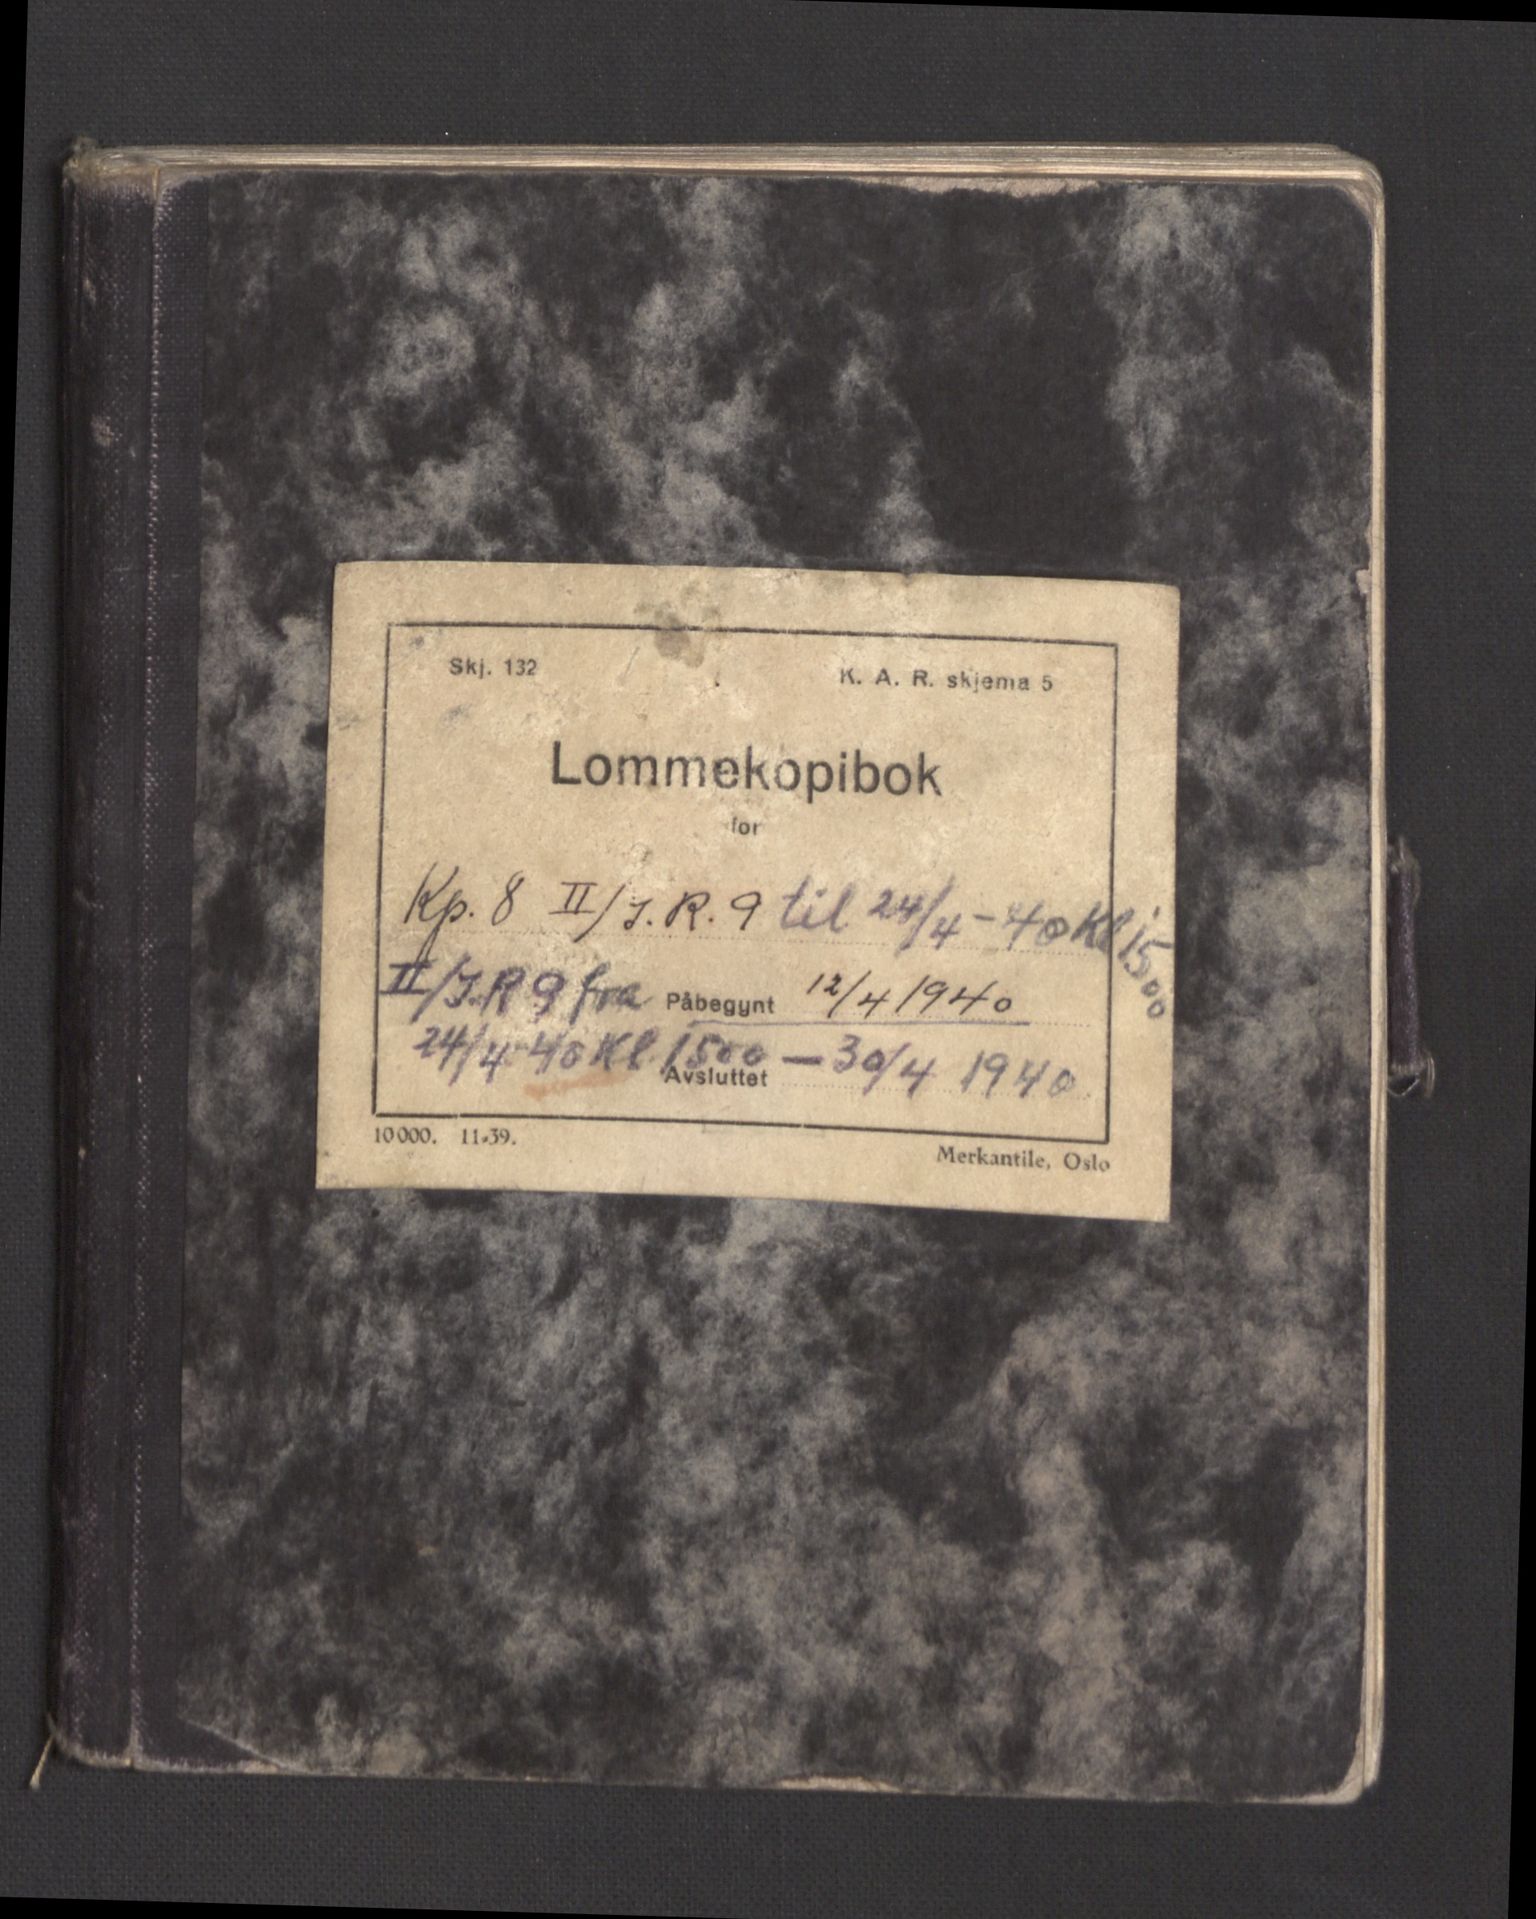 Skj. 132 K. A. R. skjema 5
Lommekopibok
for
Kp. 8 II/J.R. 9 til 24/4 - 40 Kl 1500
II/J.R 9 fra Påbegynt 12/4 1940
24/4 - 40 Kl. 1500 — 30/4 1940
Avsluttet
10000. 11-39.
Merkantile, Oslo